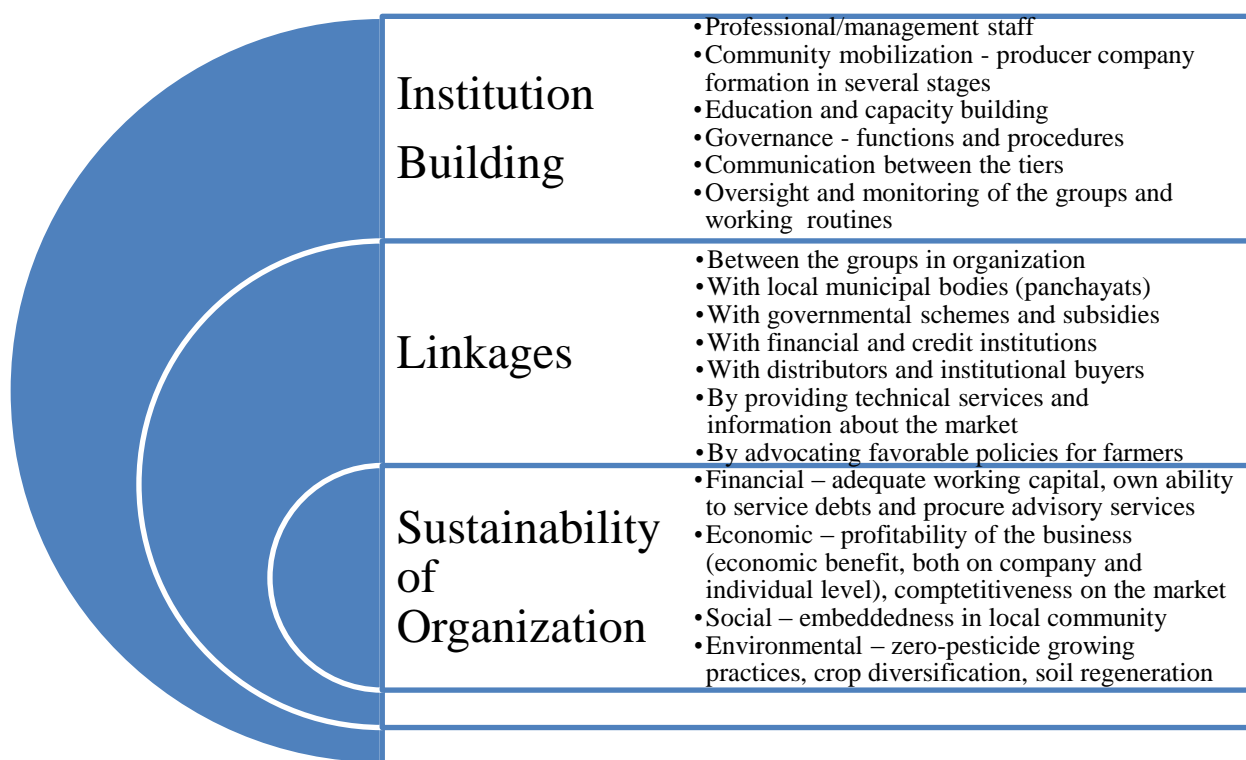 Institution
Building
•Professional/management staff
•Community mobilization - producer company
formation in several stages
•Education and capacity building
•Governance - functions and procedures
•Communication between the tiers
•Oversight and monitoring of the groups and
working routines
Linkages
•Between the groups in organization
•With local municipal bodies (panchayats)
•With governmental schemes and subsidies
•With financial and credit institutions
•With distributors and institutional buyers
•By providing technical services and
information about the market
•By advocating favorable policies for farmers
Sustainability
of
Organization
•Financial – adequate working capital, own ability
to service debts and procure advisory services
•Economic – profitability of the business
(economic benefit, both on company and
individual level), comptetitiveness on the market
•Social – embeddedness in local community
•Environmental – zero-pesticide growing
practices, crop diversification, soil regeneration